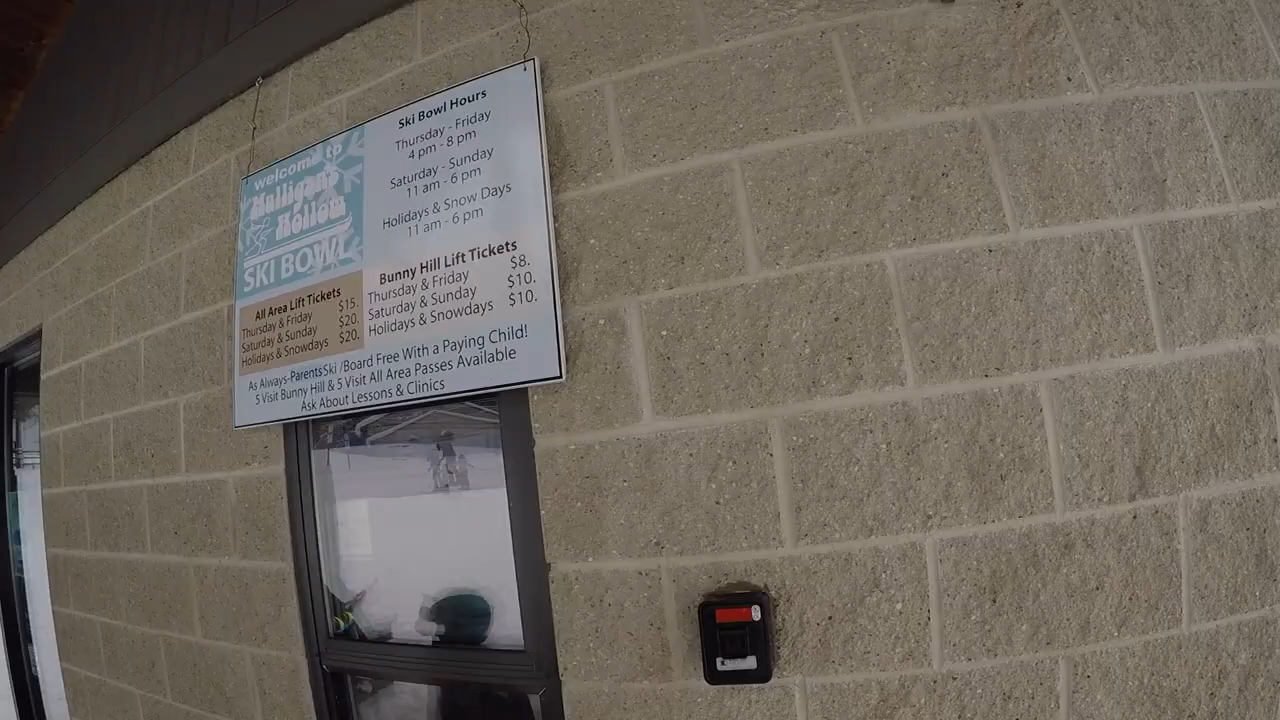 welcome to
Mulligan's
Hollow
SKI BOWL
Ski Bowl Hours
Thursday - Friday
4 pm - 8 pm
Saturday - Sunday
11 am - 6 pm
Holidays & Snow Days
11 am - 6 pm
All Area Lift Tickets
Thursday & Friday $15.
Saturday & Sunday $20.
Holidays & Snowdays $20.
Bunny Hill Lift Tickets
Thursday & Friday $8.
Saturday & Sunday $10.
Holidays & Snowdays $10.
As Always-ParentsSki /Board Free With a Paying Child!
5 Visit Bunny Hill & 5 Visit All Area Passes Available
Ask About Lessons & Clinics